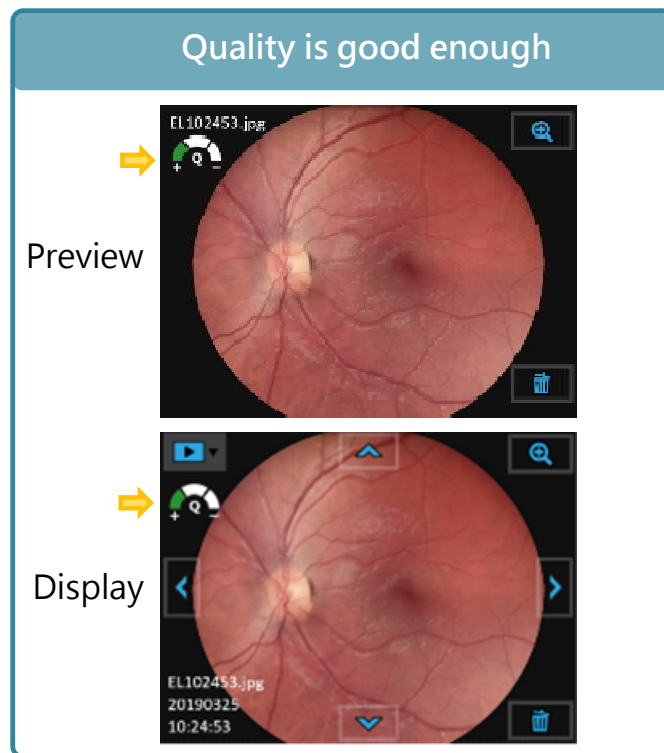 Quality is good enough
EL102453.jpg
Q
+ −
Preview
Q
+ −
Display
EL102453.jpg
20190325
10:24:53